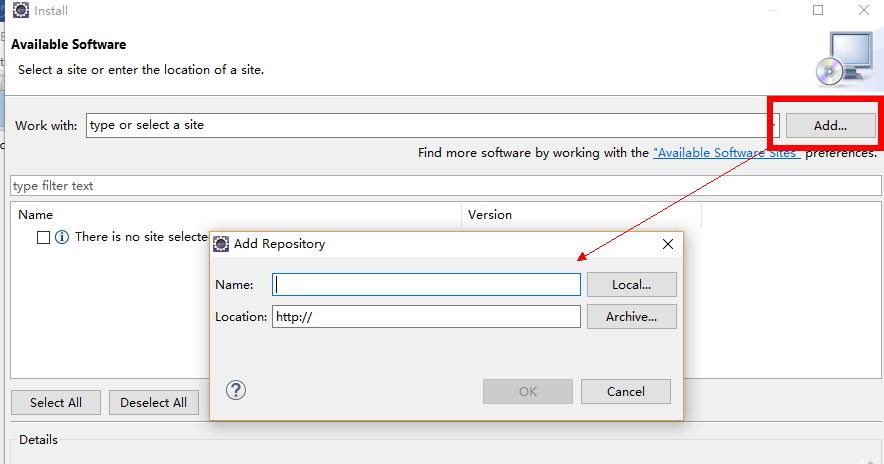 Install
Available Software
Select a site or enter the location of a site.
Work with: type or select a site Add...
Find more software by working with the "Available Software Sites" preferences.
type filter text
Name Version
There is no site selecte
Add Repository
Name: Local...
Location: http:// Archive...
? OK Cancel
Select All Deselect All
Details